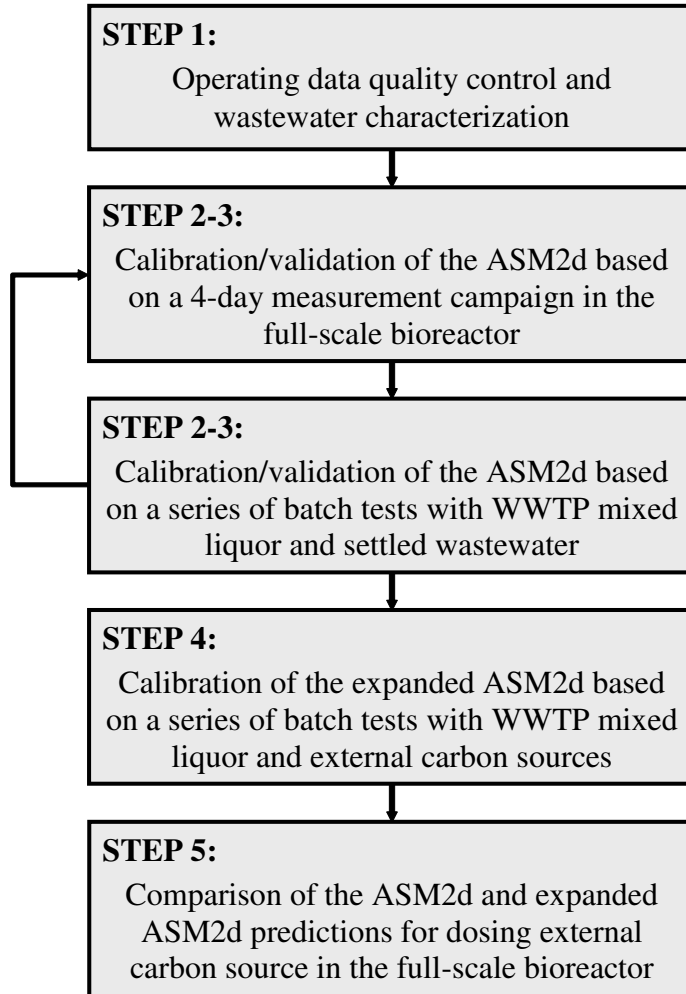 STEP 1:
Operating data quality control and
wastewater characterization
STEP 2-3:
Calibration/validation of the ASM2d based
on a 4-day measurement campaign in the
full-scale bioreactor
STEP 2-3:
Calibration/validation of the ASM2d based
on a series of batch tests with WWTP mixed
liquor and settled wastewater
STEP 4:
Calibration of the expanded ASM2d based
on a series of batch tests with WWTP mixed
liquor and external carbon sources
STEP 5:
Comparison of the ASM2d and expanded
ASM2d predictions for dosing external
carbon source in the full-scale bioreactor